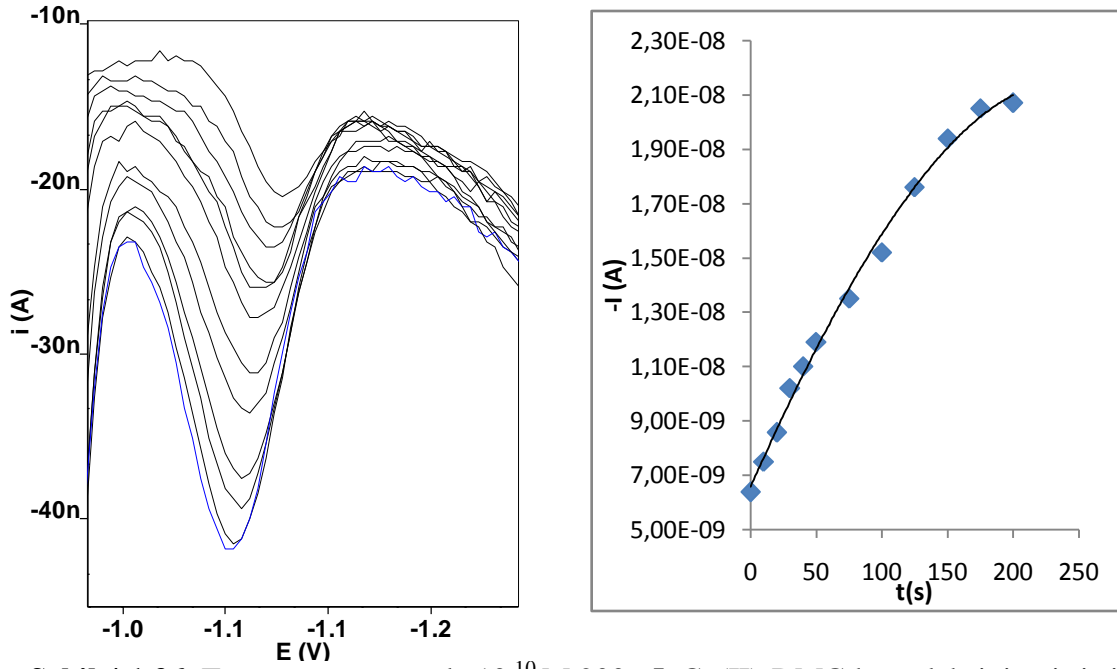 -10n
-20n
-30n
-40n
i (A)
-1.0 -1.1 -1.1 -1.2
E (V)
2,30E-08
2,10E-08
1,90E-08
1,70E-08
1,50E-08
1,30E-08
1,10E-08
9,00E-09
7,00E-09
5,00E-09
-I (A)
0 50 100 150 200 250
t(s)